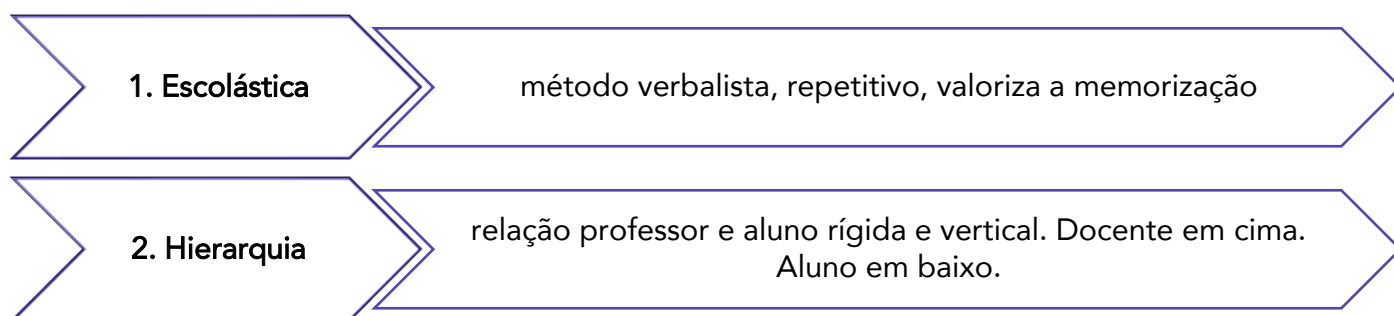 1. Escolástica
método verbalista, repetitivo, valoriza a memorização
2. Hierarquia
relação professor e aluno rígida e vertical. Docente em cima.
Aluno em baixo.